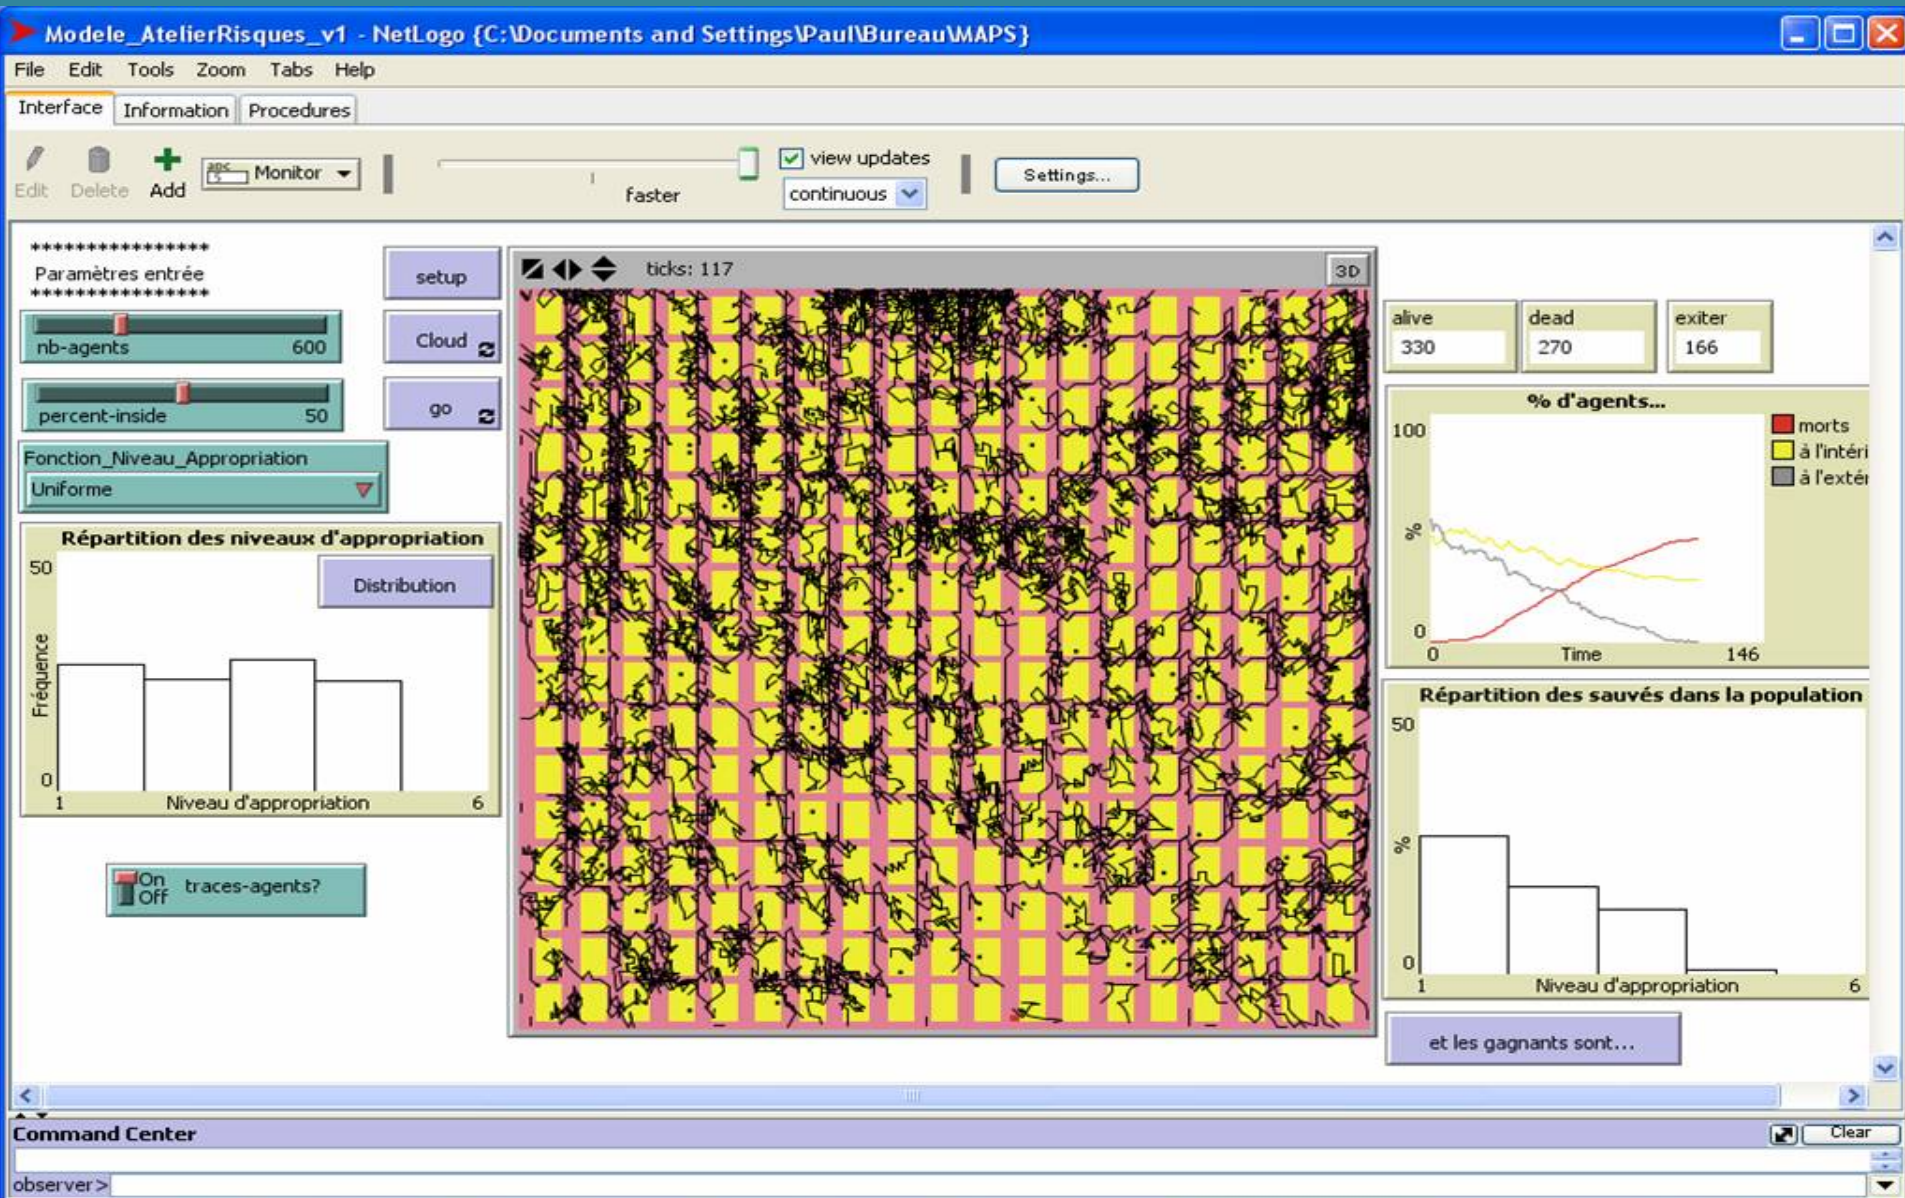 Modele_AtelierRisques_v1 - NetLogo {C:\Documents and Settings\Paul\Bureau\MAPS}
File Edit Tools Zoom Tabs Help
Interface Information Procedures
Edit Delete Add Monitor
faster
view updates
continuous
Settings...
****************
Paramètres entrée
****************
nb-agents 600
percent-inside 50
Fonction_Niveau_Appropriation
Uniforme
setup
Cloud
go
Répartition des niveaux d'appropriation
Distribution
50
Fréquence
0
1 Niveau d'appropriation 6
On
Off
traces-agents?
ticks: 117
3D
alive
330
dead
270
exiter
166
% d'agents...
100
%
0
0 Time 146
morts
à l'intéri
à l'extér
Répartition des sauvés dans la population
50
%
0
1 Niveau d'appropriation 6
et les gagnants sont...
Command Center
Clear
observer>